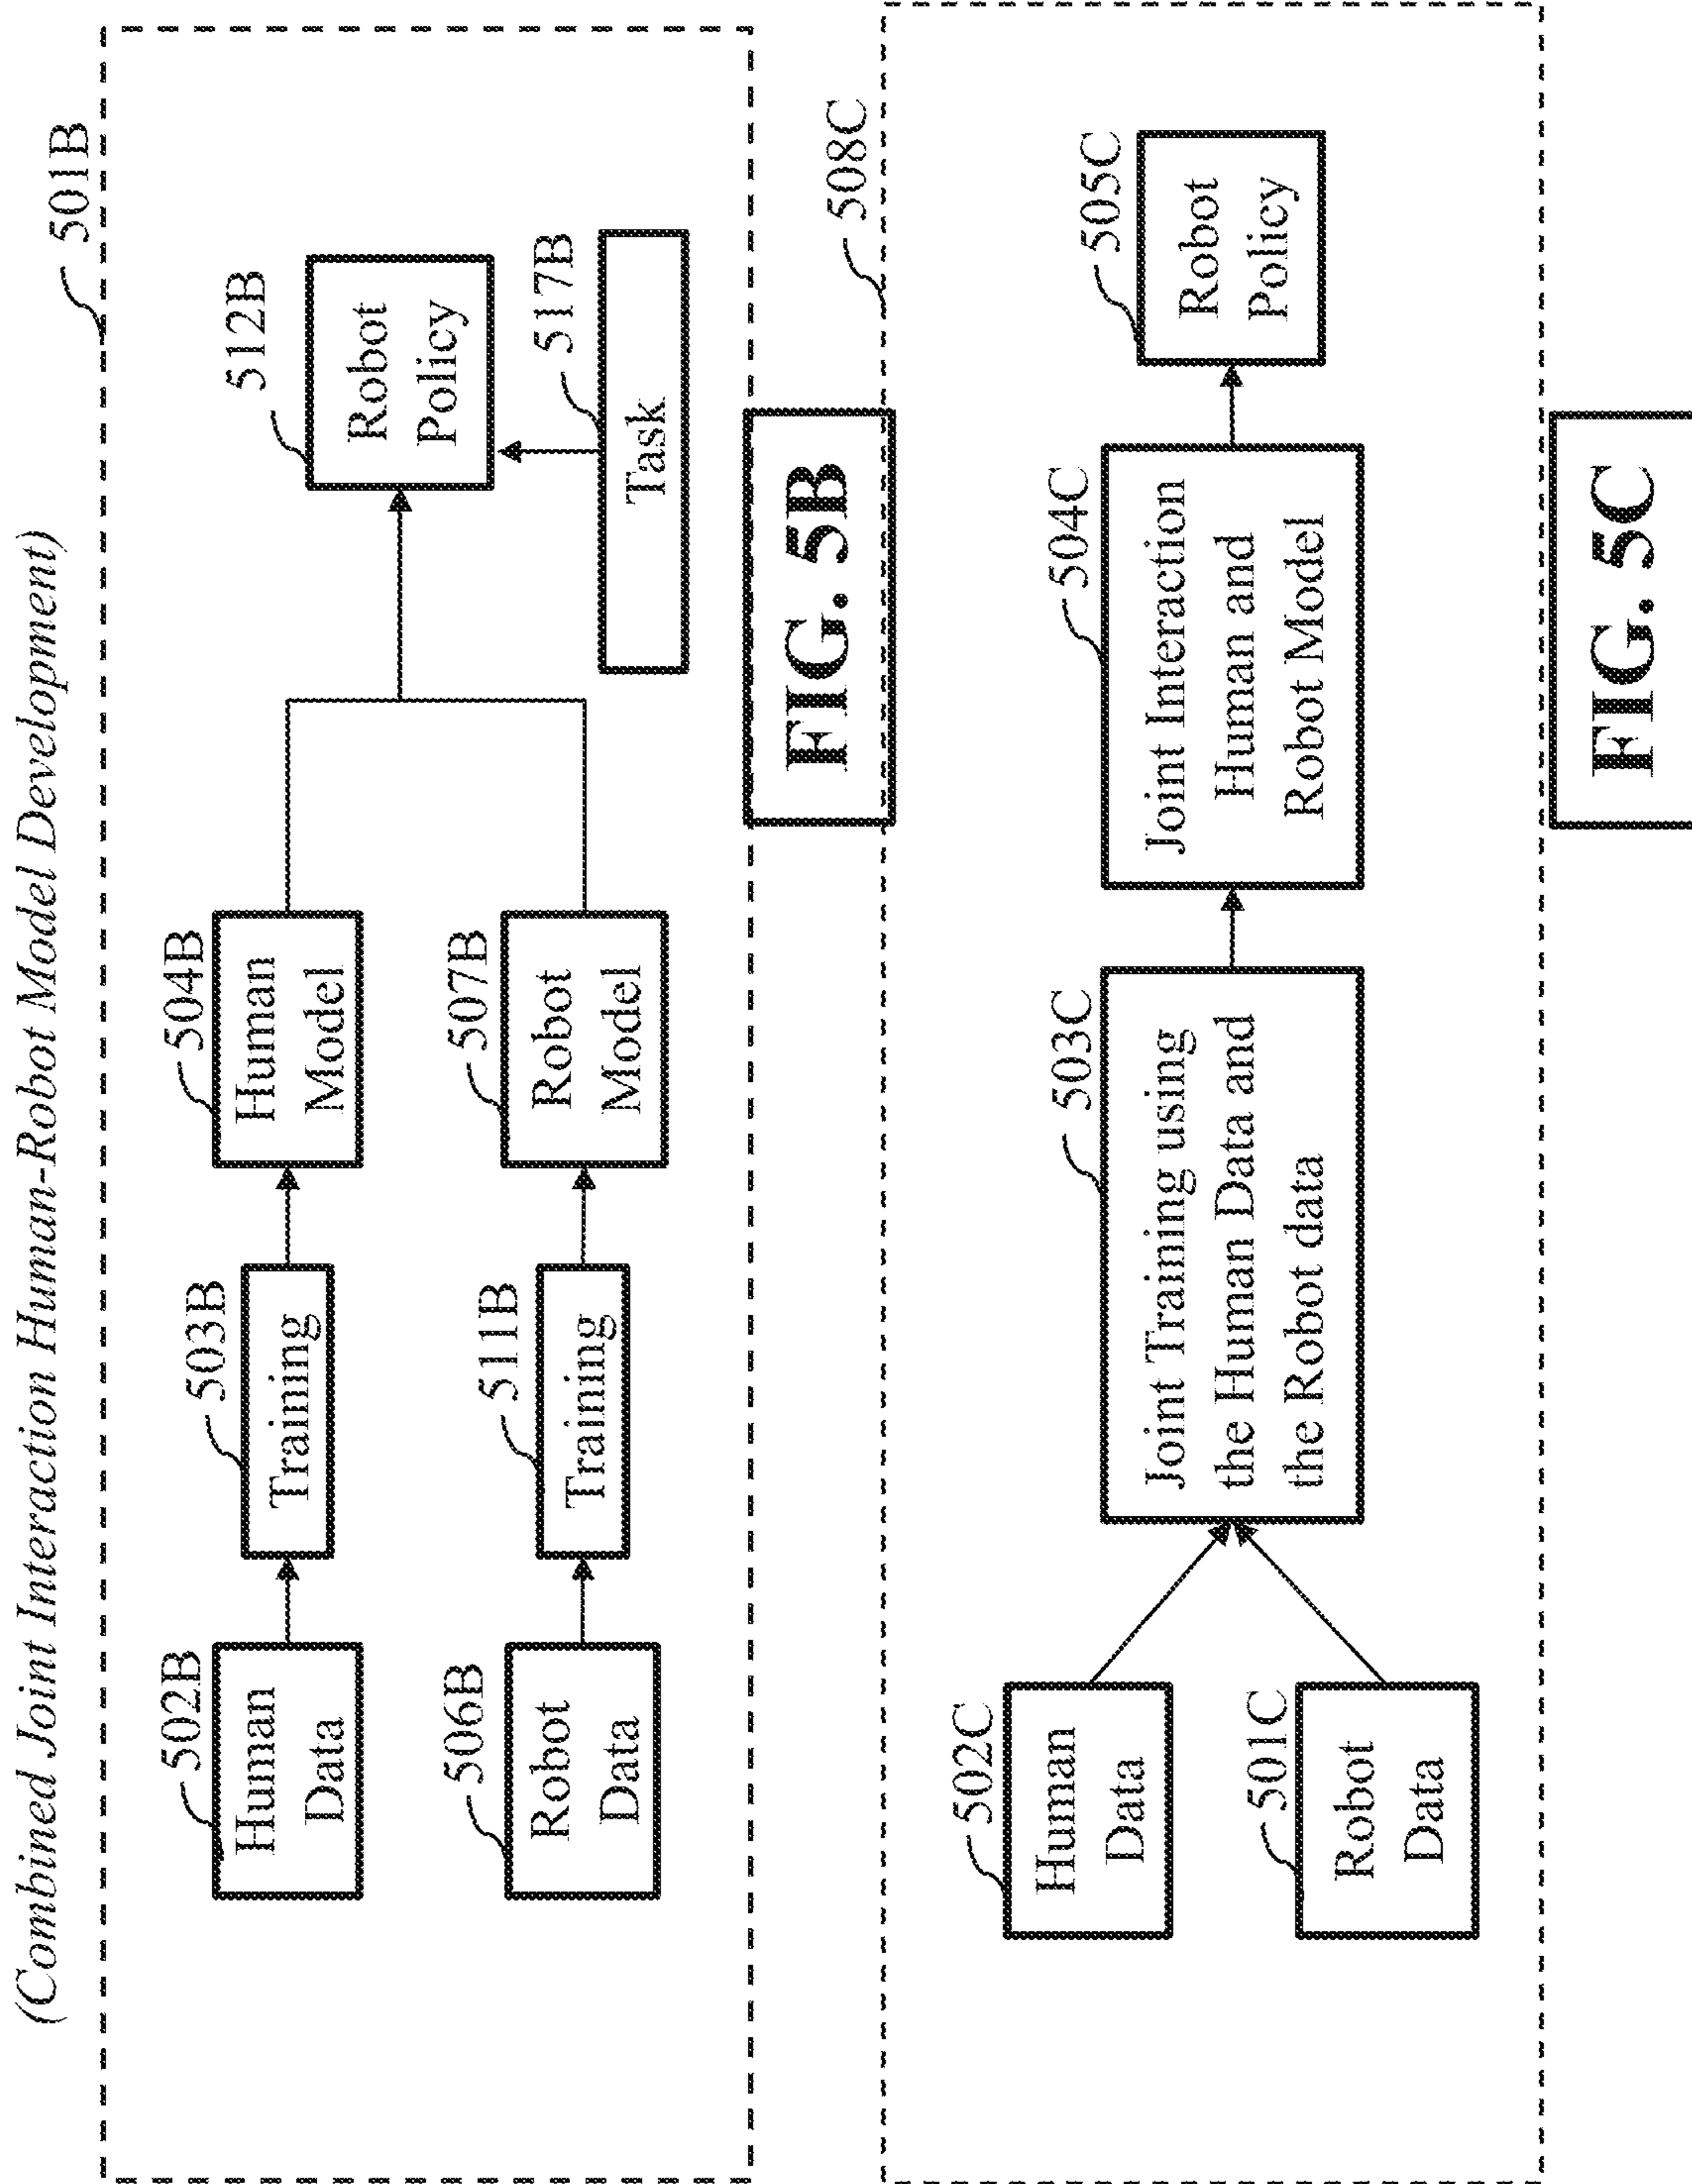 (Combined Joint Interaction Human-Robot Model Development)
501B
502B
Human
Data
503B
Training
504B
Human
Model
512B
Robot
Policy
506B
Robot
Data
511B
Training
507B
Robot
Model
517B
Task
FIG. 5B
508C
502C
Human
Data
501C
Robot
Data
503C
Joint Training using
the Human Data and
the Robot data
504C
Joint Interaction
Human and
Robot Model
505C
Robot
Policy
FIG. 5C